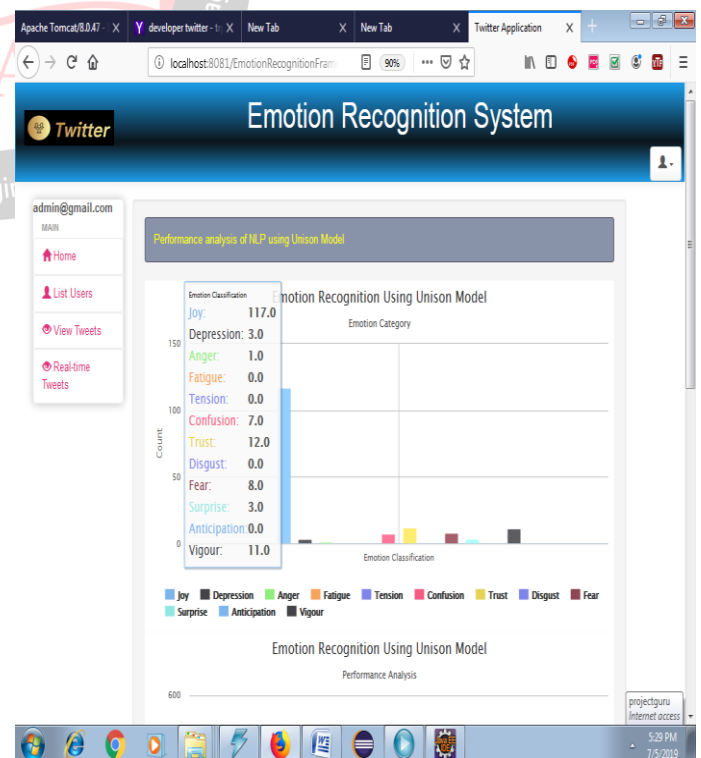 Apache Tomcat/8.0.47 - X developer twitter - X New Tab X New Tab X Twitter Application X +
localhost:8081/EmotionRecognitionFram 90%
Twitter
Emotion Recognition System
admin@gmail.com
MAIN
Home
List Users
View Tweets
Real-time
Tweets
Performance analysis of NLP using Unison Model
Emotion Recognition Using Unison Model
Emotion Category
Emotion Classification
Joy: 117.0
Depression: 3.0
Anger: 1.0
Fatigue: 0.0
Tension: 0.0
Confusion: 7.0
Trust: 12.0
Disgust: 0.0
Fear: 8.0
Surprise: 3.0
Anticipation: 0.0
Vigour: 11.0
150
100
50
0
Count
Emotion Classification
Joy Depression Anger Fatigue Tension Confusion Trust Disgust Fear
Surprise Anticipation Vigour
Emotion Recognition Using Unison Model
Performance Analysis
600
projectguru
Internet access
5:29 PM
7/5/2019